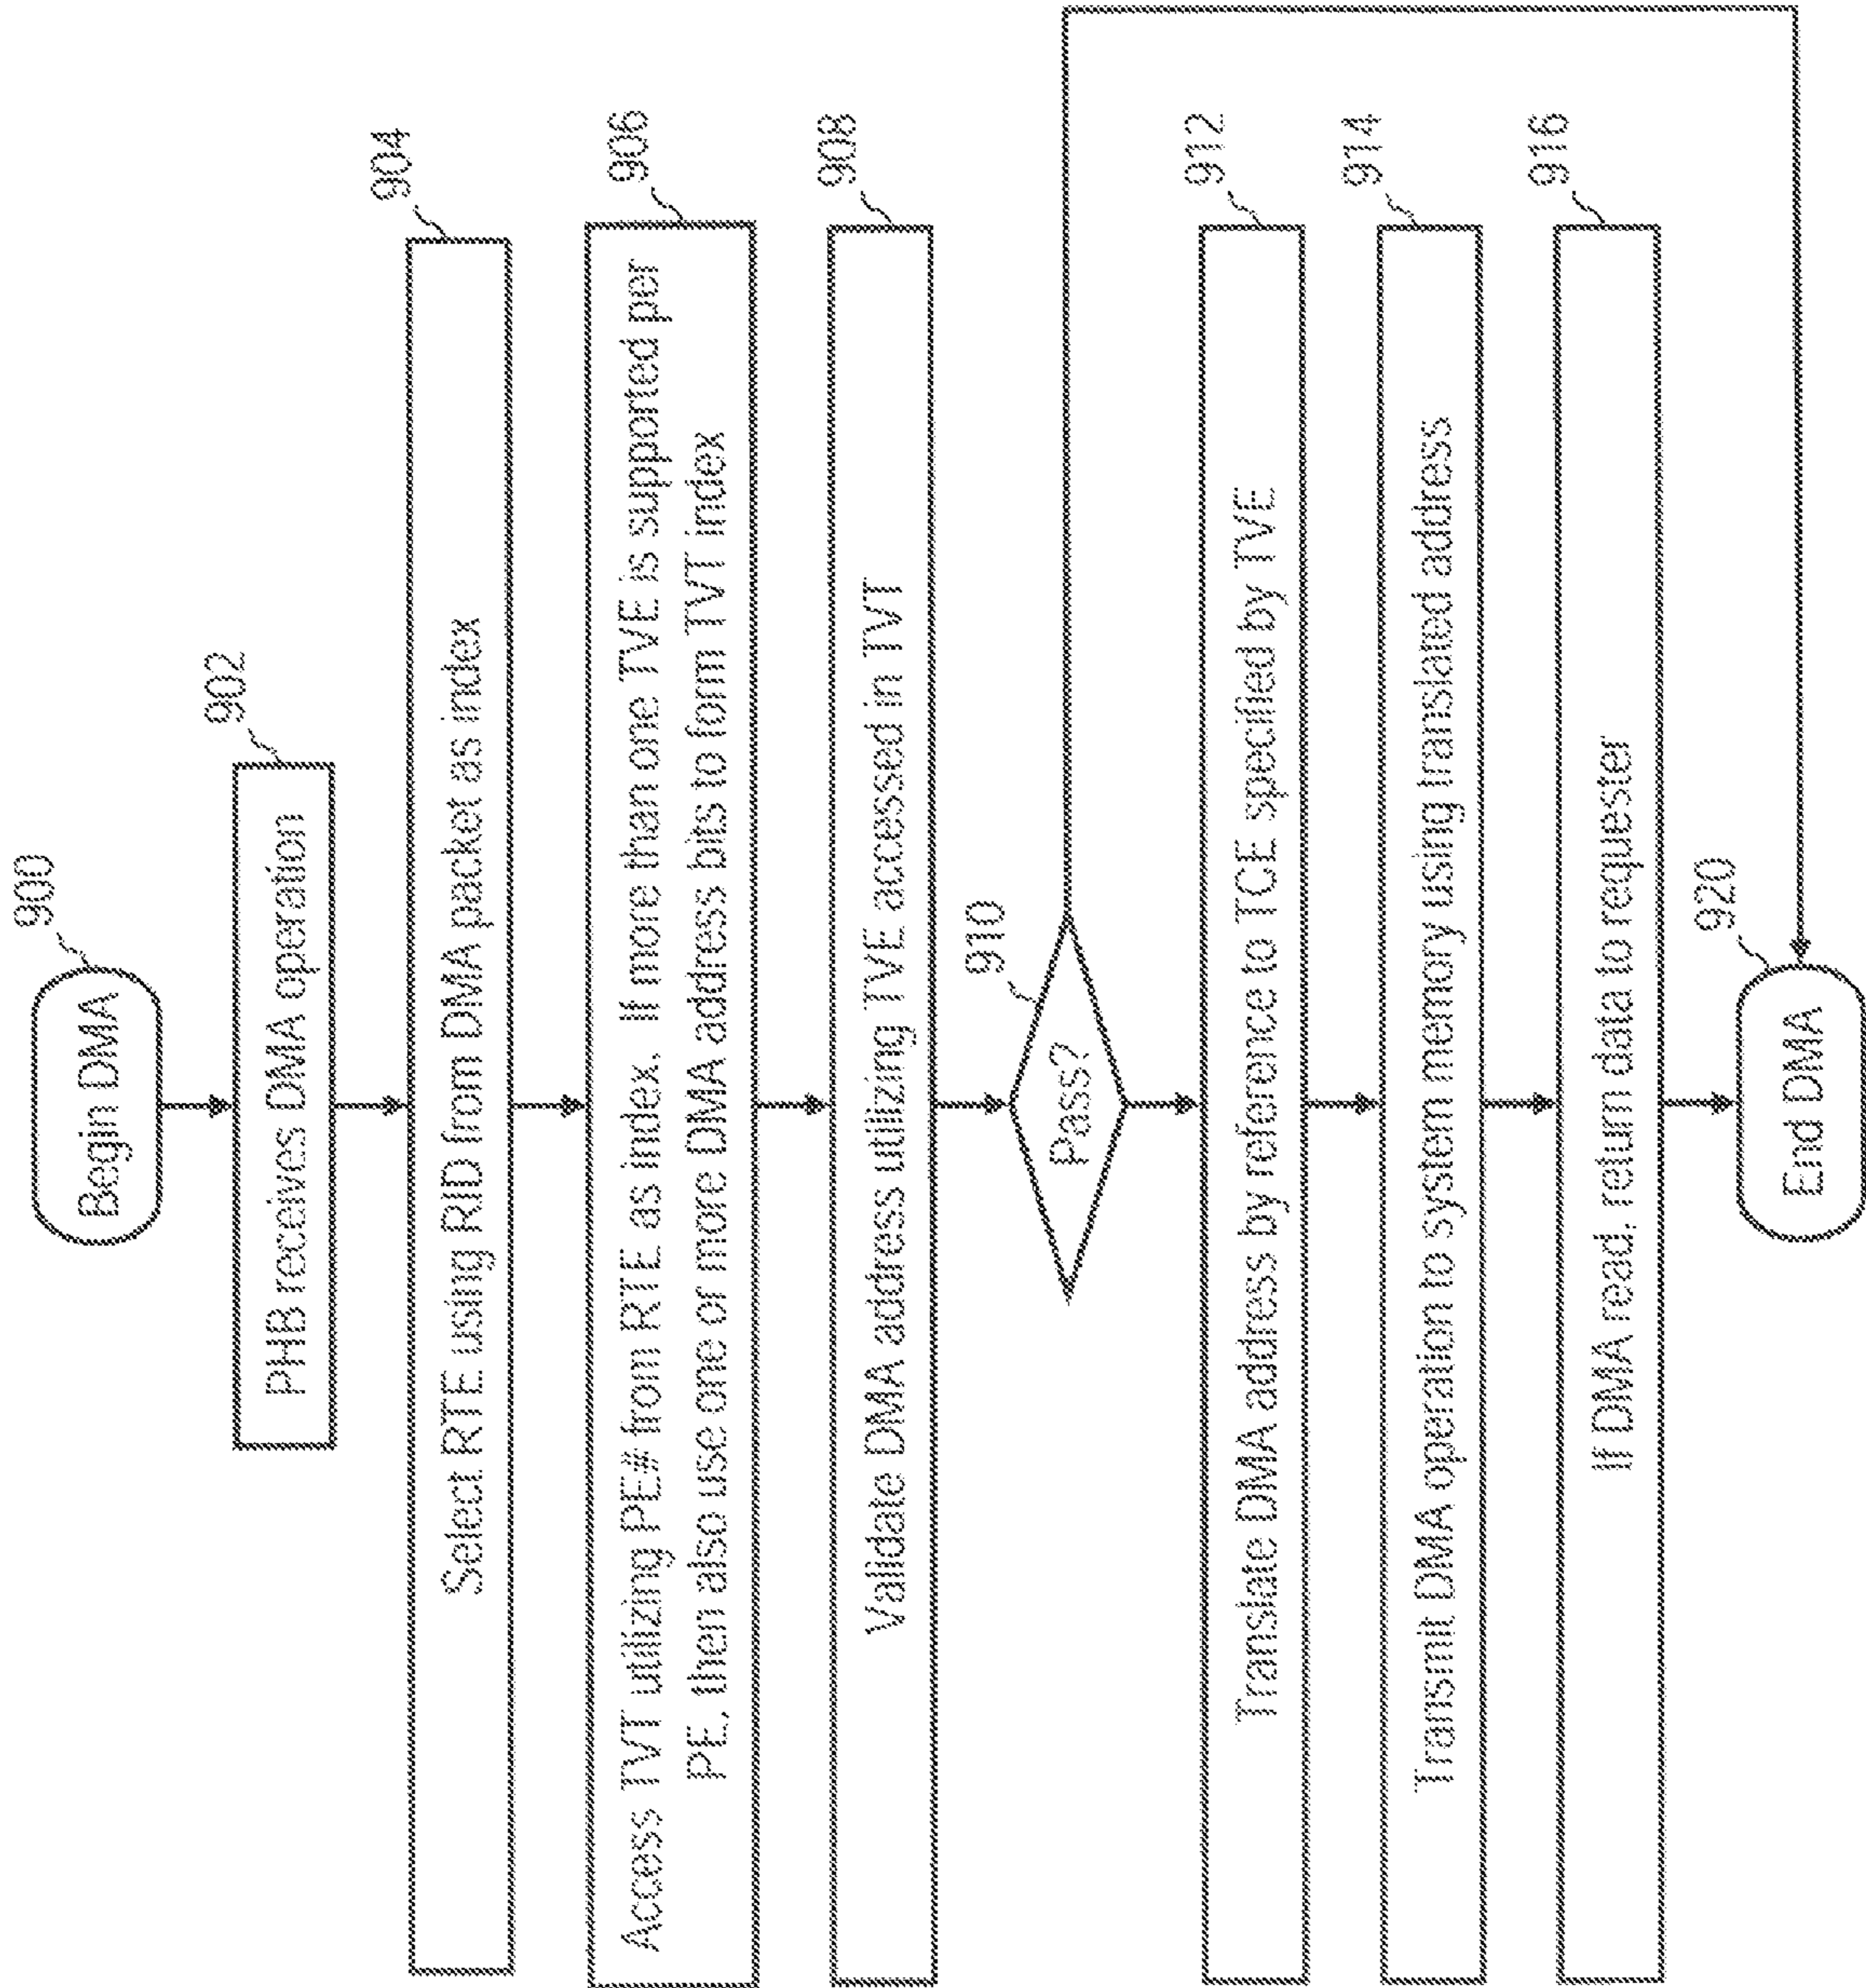 900
Begin DMA
902
PHB receives DMA operation
904
Select RTE using RID from DMA packet as index
906
Access TVT utilizing PE# from RTE as index. If more than one TVE is supported per
PE, then also use one or more DMA address bits to form TVT index
908
Validate DMA address utilizing TVE accessed in TVT
910
Pass?
912
Translate DMA address by reference to TCE specified by TVE
914
Transmit DMA operation to system memory using translated address
916
If DMA read, return data to requester
920
End DMA